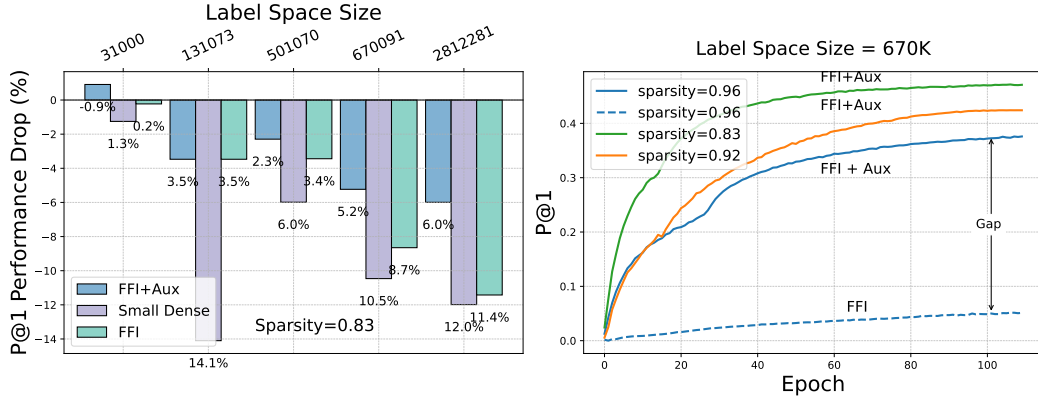 Label Space Size
31000
131073
501070
670091
2812281
P@1 Performance Drop (%)
0
−2
−4
−6
−8
−10
−12
−14
-0.9%
1.3%
0.2%
3.5%
14.1%
3.5%
2.3%
6.0%
3.4%
5.2%
10.5%
8.7%
6.0%
12.0%
11.4%
FFI+Aux
Small Dense
FFI
Sparsity=0.83
Label Space Size = 670K
P@1
0.4
0.3
0.2
0.1
0.0
sparsity=0.96
sparsity=0.96
sparsity=0.83
sparsity=0.92
FFI+Aux
FFI+Aux
FFI + Aux
Gap
FFI
0
20
40
60
80
100
Epoch